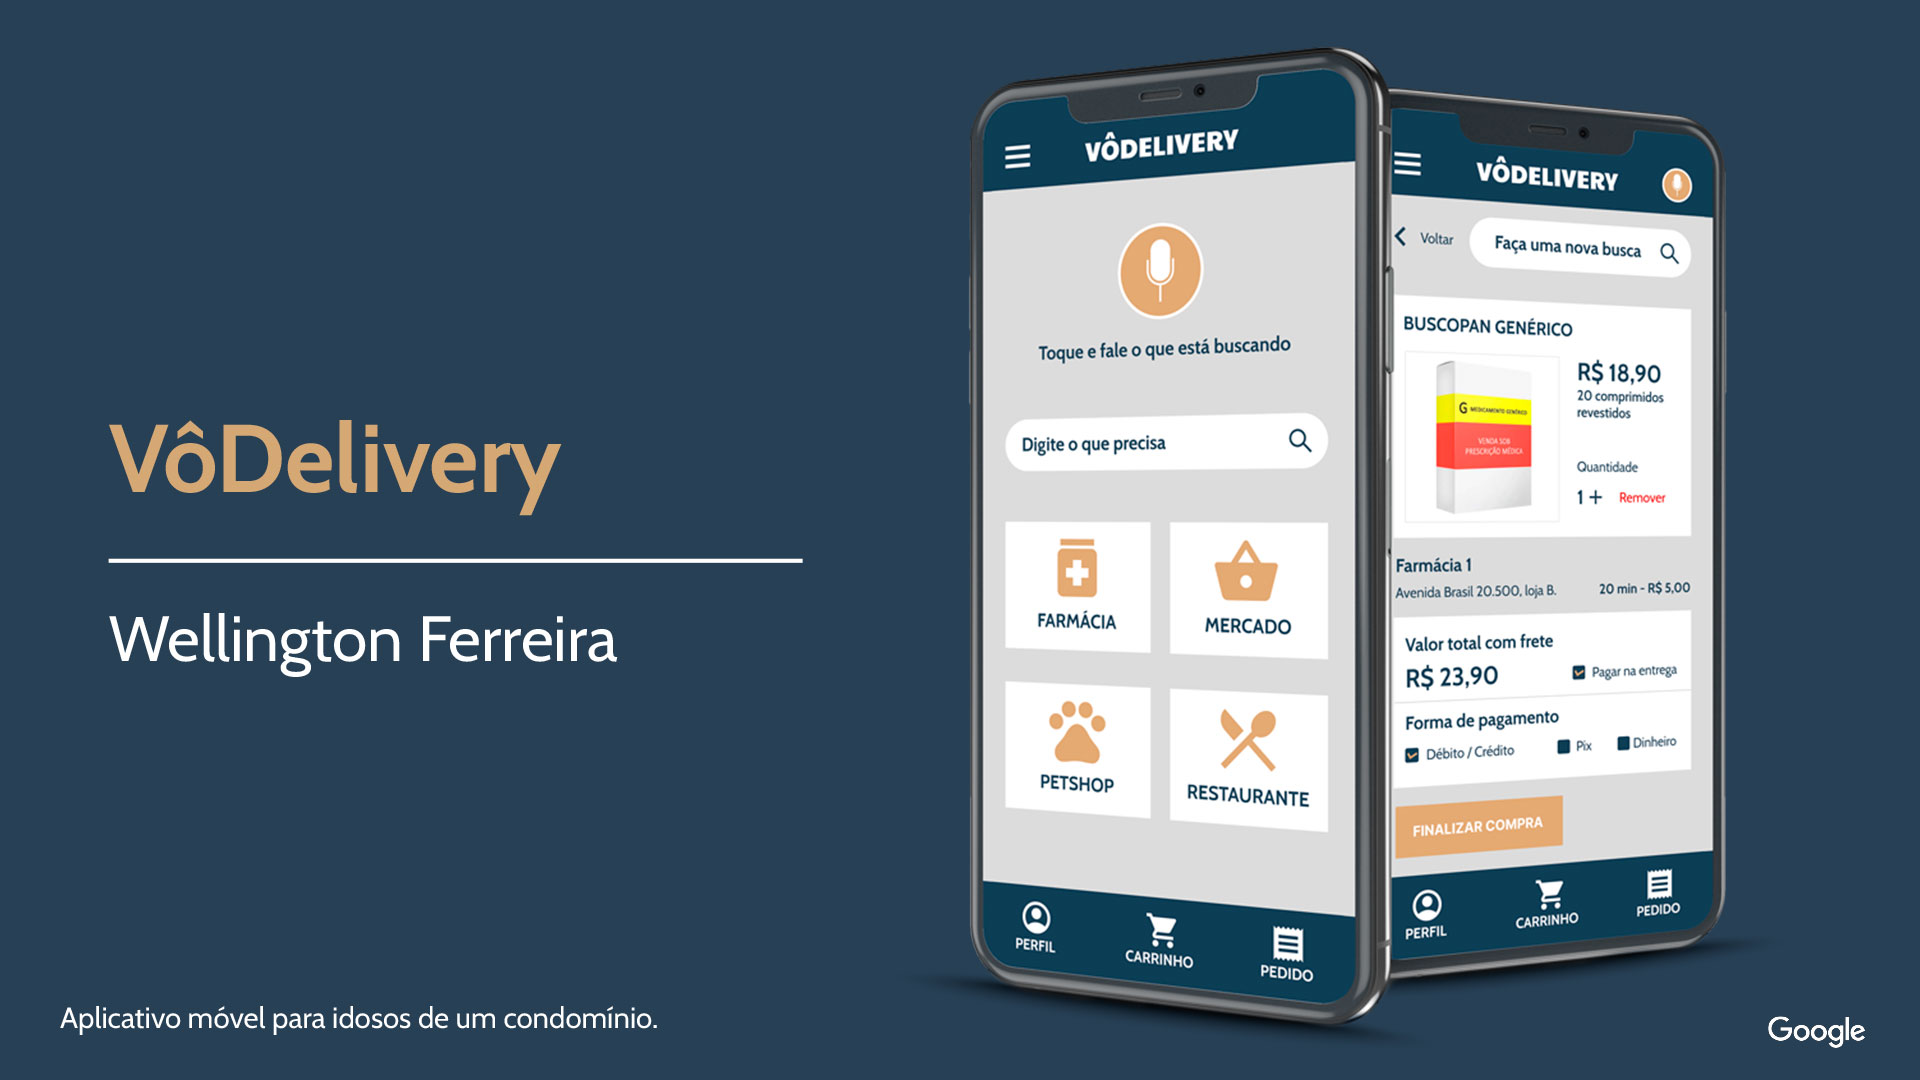 VôDelivery
Wellington Ferreira
Aplicativo móvel para idosos de um condomínio.
VÔDELIVERY
Toque e fale o que está buscando
Digite o que precisa
FARMÁCIA
MERCADO
PETSHOP
RESTAURANTE
PERFIL
CARRINHO
PEDIDO
VÔDELIVERY
Voltar
Faça uma nova busca
BUSCOPAN GENÉRICO
G MEDICAMENTO GENÉRICO
VENDA SOB
PRESCRIÇÃO MÉDICA
R$ 18,90
20 comprimidos
revestidos
Quantidade
1 + Remover
Farmácia 1
Avenida Brasil 20.500, loja B.
20 min - R$ 5,00
Valor total com frete
R$ 23,90
Pagar na entrega
Forma de pagamento
Débito / Crédito
Pix
Dinheiro
FINALIZAR COMPRA
PERFIL
CARRINHO
PEDIDO
Google